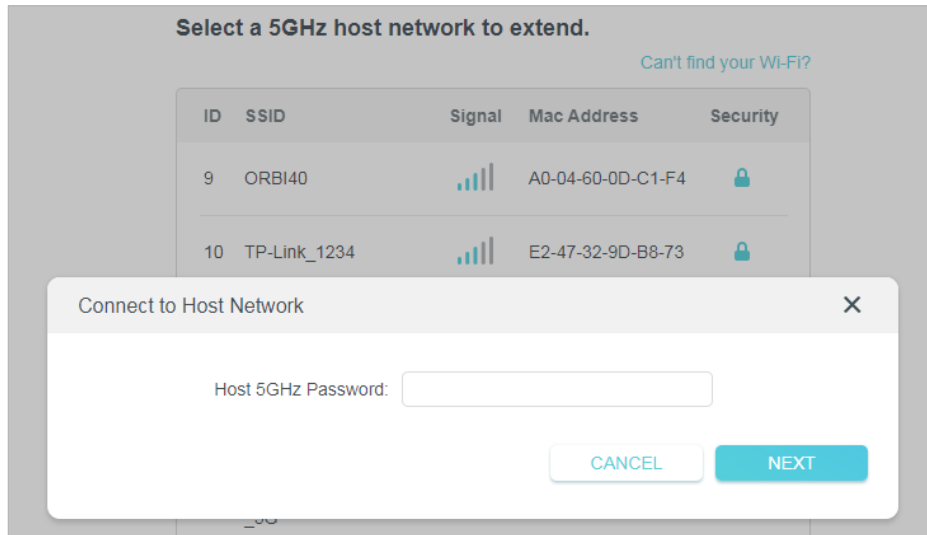 Select a 5GHz host network to extend.
Can't find your Wi-Fi?
ID SSID Signal Mac Address Security
9 ORBI40 A0-04-60-0D-C1-F4
10 TP-Link_1234 E2-47-32-9D-B8-73
Connect to Host Network
Host 5GHz Password:
CANCEL NEXT